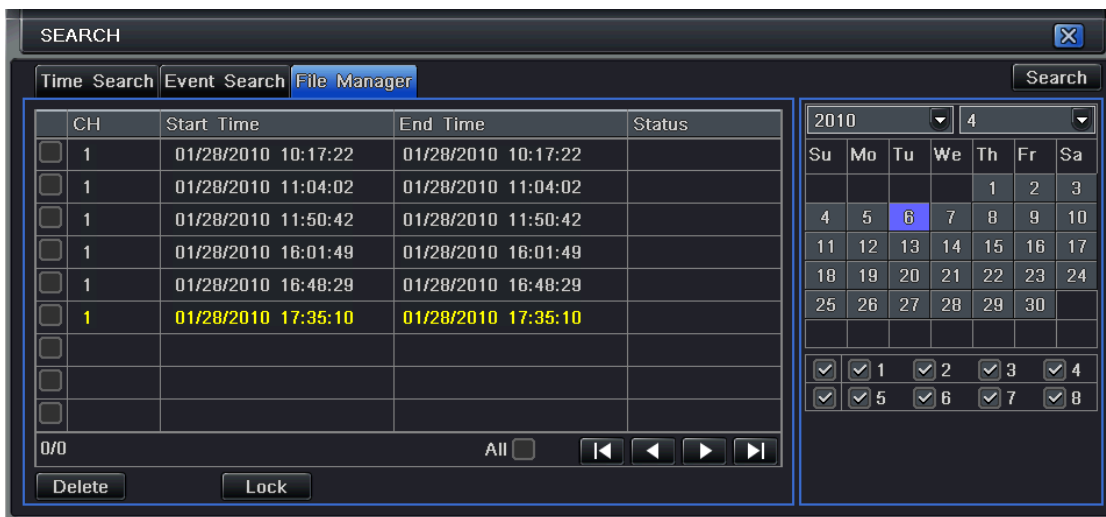 SEARCH
Time Search Event Search File Manager Search
CH Start Time End Time Status
1 01/28/2010 10:17:22 01/28/2010 10:17:22
1 01/28/2010 11:04:02 01/28/2010 11:04:02
1 01/28/2010 11:50:42 01/28/2010 11:50:42
1 01/28/2010 16:01:49 01/28/2010 16:01:49
1 01/28/2010 16:48:29 01/28/2010 16:48:29
1 01/28/2010 17:35:10 01/28/2010 17:35:10
0/0 All
Delete Lock
2010 4
Su Mo Tu We Th Fr Sa
1 2 3
4 5 6 7 8 9 10
11 12 13 14 15 16 17
18 19 20 21 22 23 24
25 26 27 28 29 30
1 2 3 4
5 6 7 8